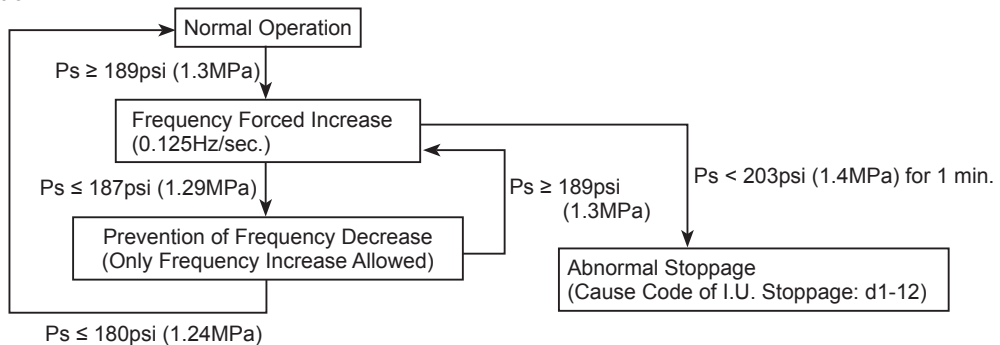 Normal Operation
Ps ≥ 189psi (1.3MPa)
Frequency Forced Increase
(0.125Hz/sec.)
Ps ≤ 187psi (1.29MPa)
Ps ≥ 189psi
(1.3MPa)
Ps < 203psi (1.4MPa) for 1 min.
Prevention of Frequency Decrease
(Only Frequency Increase Allowed)
Abnormal Stoppage
(Cause Code of I.U. Stoppage: d1-12)
Ps ≤ 180psi (1.24MPa)